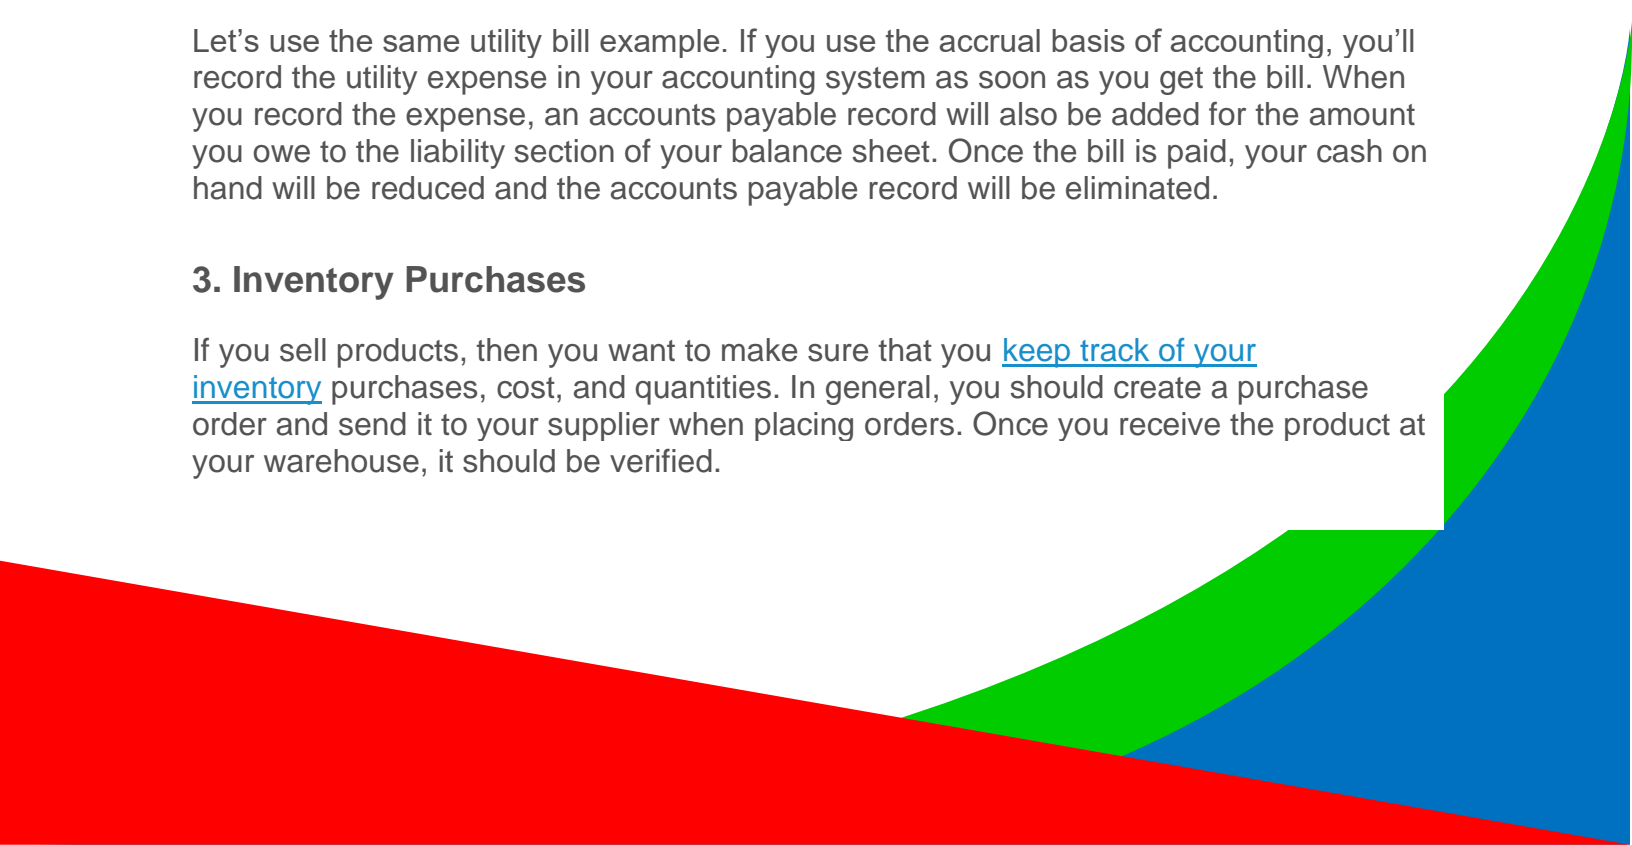 Let’s use the same utility bill example. If you use the accrual basis of accounting, you’ll
record the utility expense in your accounting system as soon as you get the bill. When
you record the expense, an accounts payable record will also be added for the amount
you owe to the liability section of your balance sheet. Once the bill is paid, your cash on
hand will be reduced and the accounts payable record will be eliminated.
3. Inventory Purchases
If you sell products, then you want to make sure that you keep track of your
inventory purchases, cost, and quantities. In general, you should create a purchase
order and send it to your supplier when placing orders. Once you receive the product at
your warehouse, it should be verified.